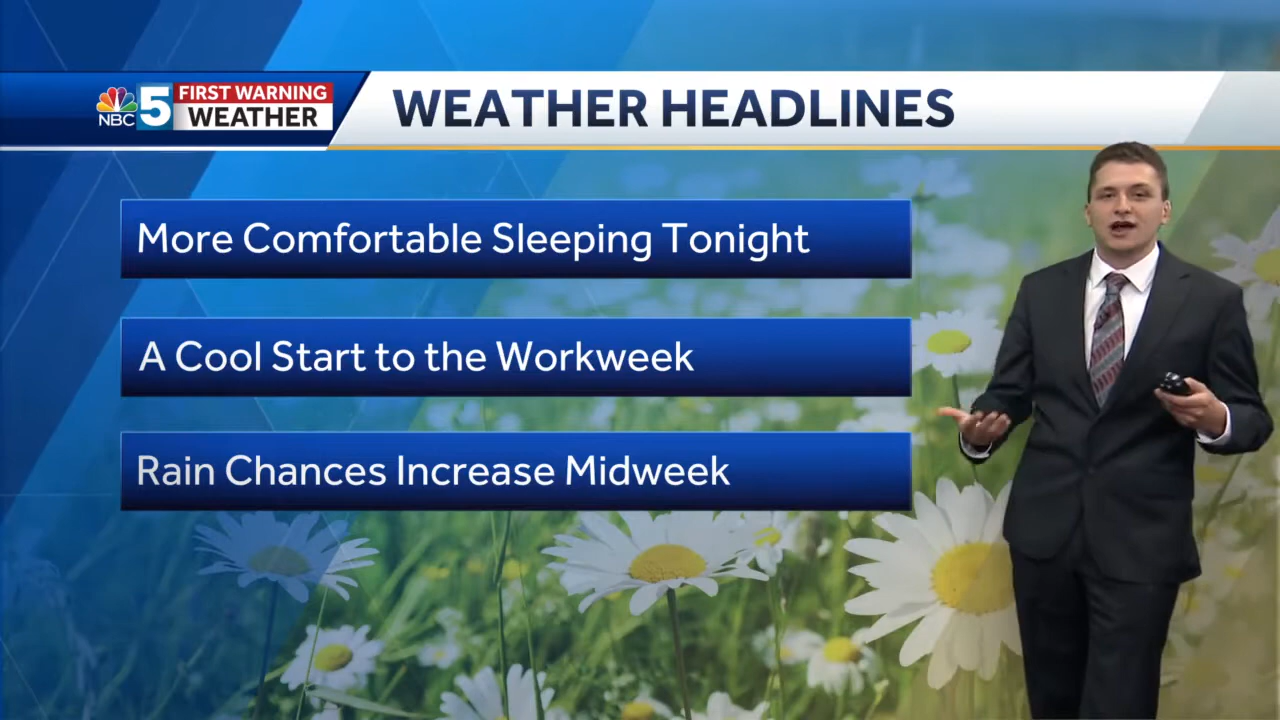 NBC 5 FIRST WARNING WEATHER
WEATHER HEADLINES
More Comfortable Sleeping Tonight
A Cool Start to the Workweek
Rain Chances Increase Midweek